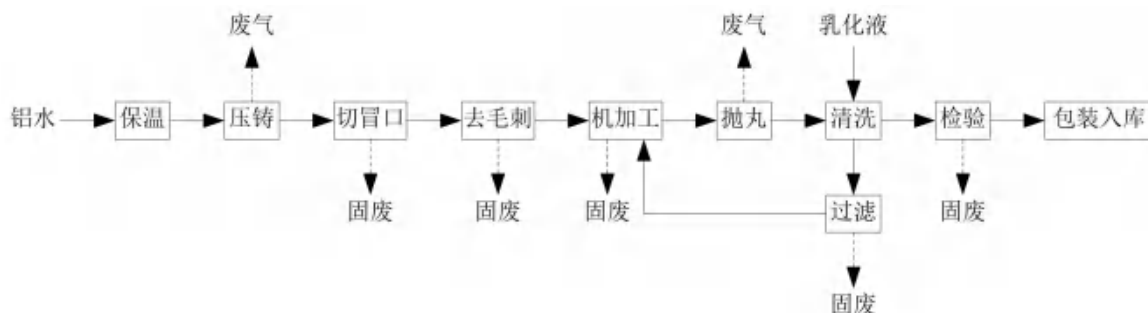 废气
废气
乳化液
铝水
保温
压铸
切冒口
去毛刺
机加工
抛丸
清洗
检验
包装入库
固废
固废
固废
过滤
固废
固废